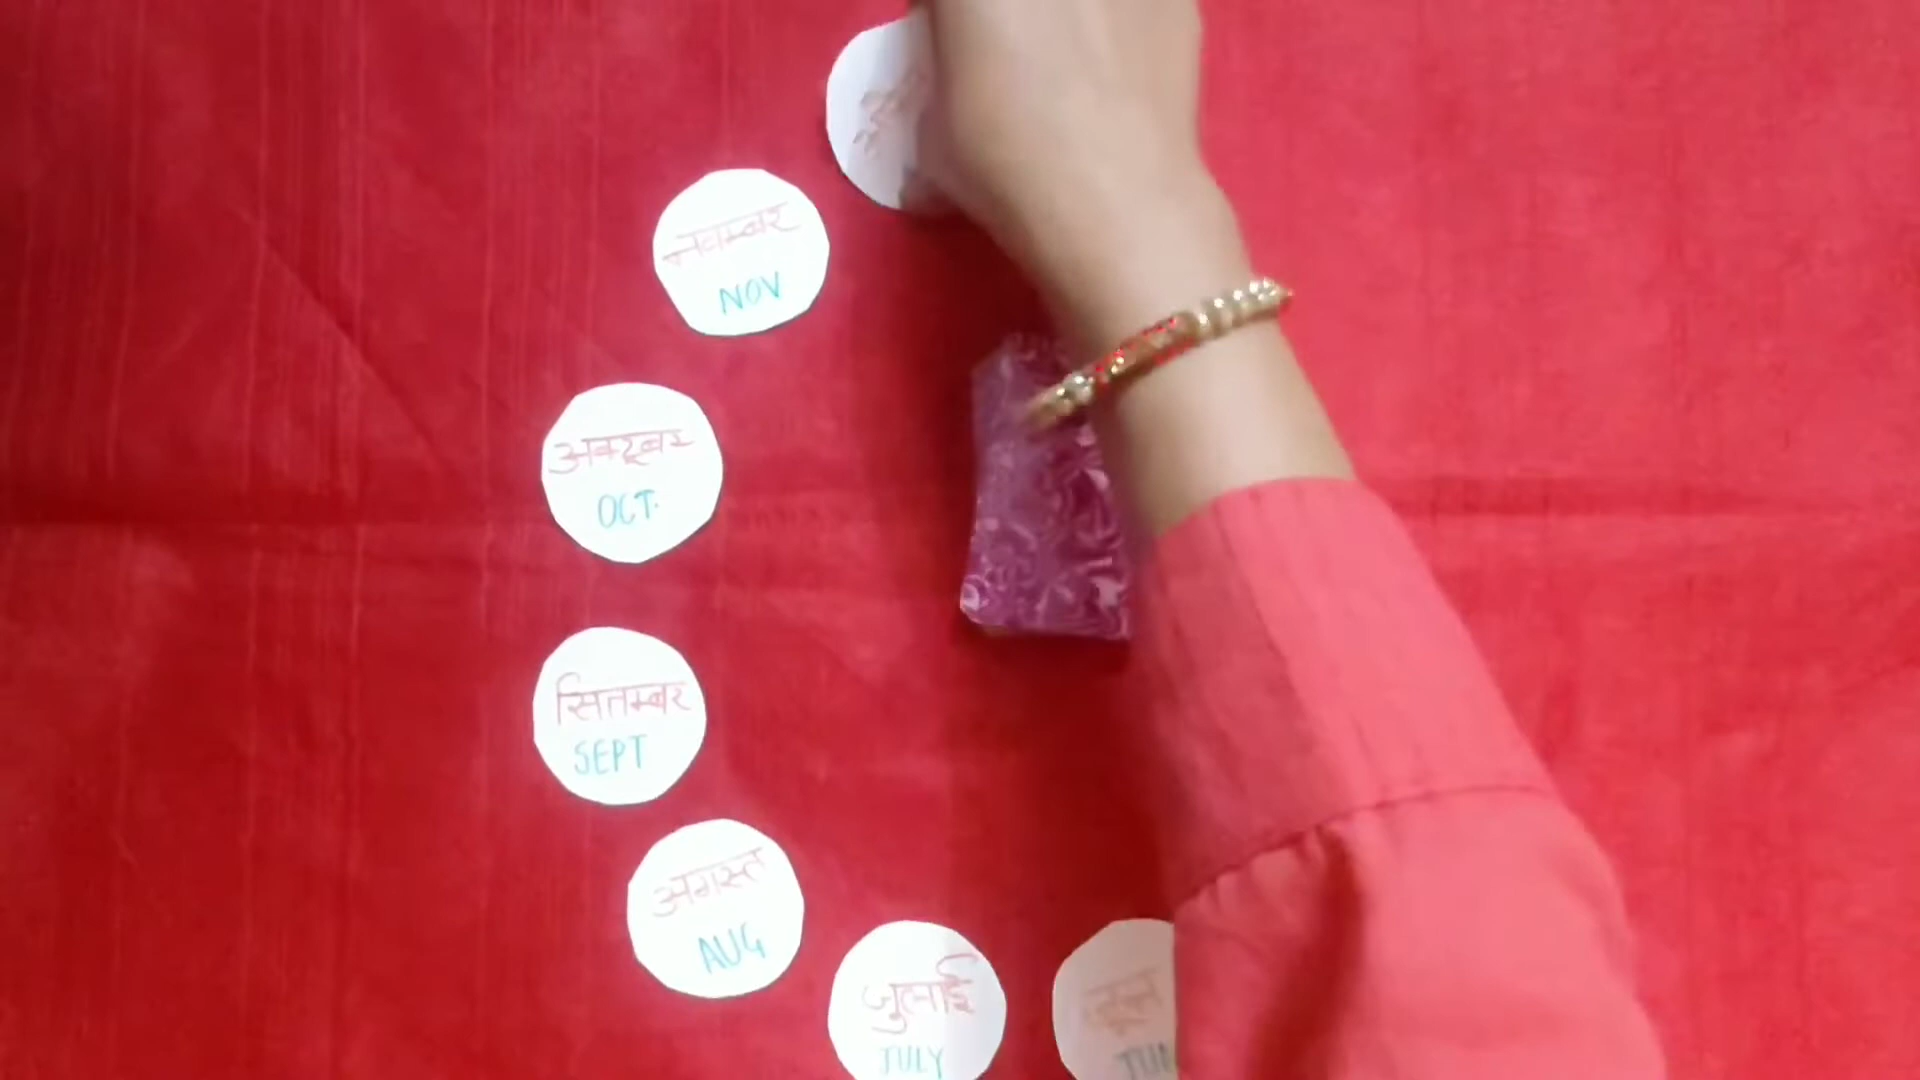 नवम्बर
NOV
अक्टूबर
OCT.
सितम्बर
SEPT
अगस्त
AUG
जुलाई
JULY
जून